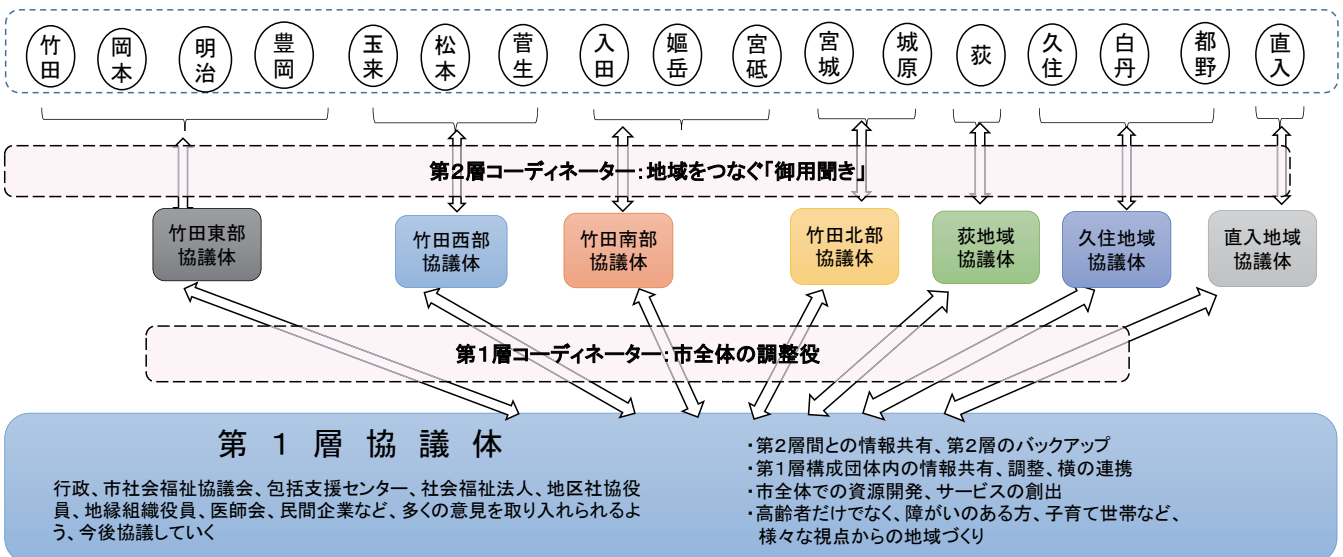 竹田
岡本
明治
豊岡
玉来
松本
菅生
入田
嫗岳
宮砥
宮城
城原
荻
久住
白丹
都野
直入
第2層コーディネーター:地域をつなぐ「御用聞き」
竹田東部
協議体
竹田西部
協議体
竹田南部
協議体
竹田北部
協議体
荻地域
協議体
久住地域
協議体
直入地域
協議体
第1層コーディネーター:市全体の調整役
第1層協議体
行政、市社会福祉協議会、包括支援センター、社会福祉法人、地区社協役
員、地縁組織役員、医師会、民間企業など、多くの意見を取り入れられるよ
う、今後協議していく
・第2層間との情報共有、第2層のバックアップ
・第1層構成団体内の情報共有、調整、横の連携
・市全体での資源開発、サービスの創出
・高齢者だけでなく、障がいのある方、子育て世帯など、
様々な視点からの地域づくり